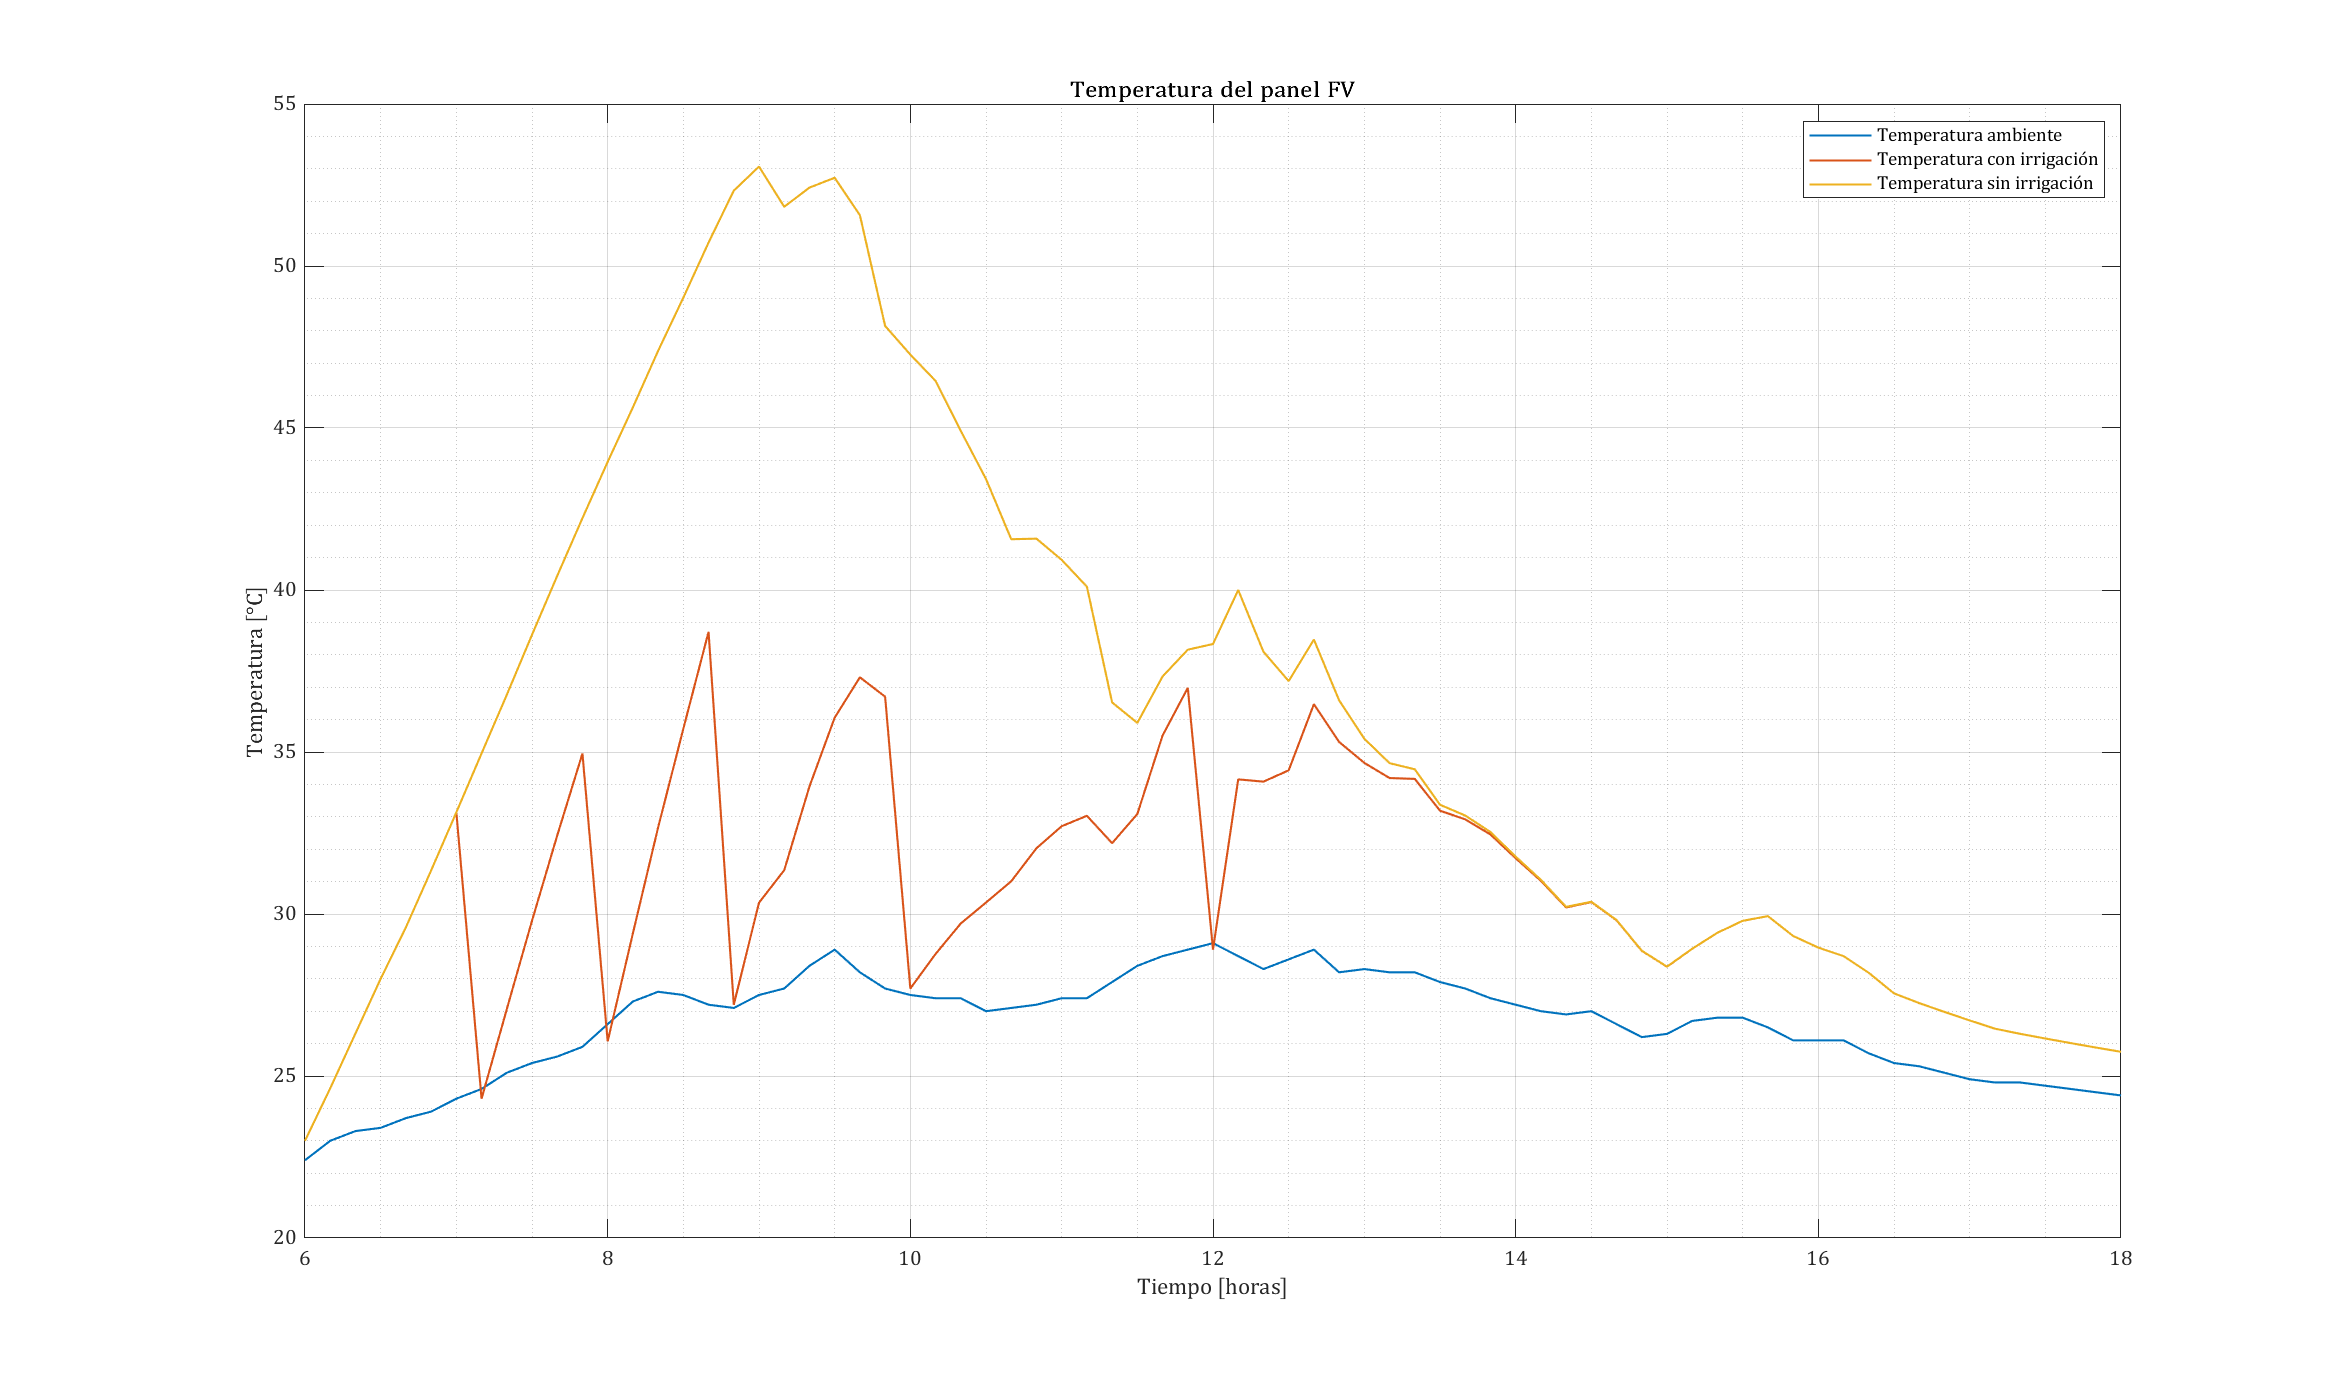 Temperatura del panel FV
Temperatura ambiente
Temperatura con irrigación
Temperatura sin irrigación
Temperatura [°C]
55
50
45
40
35
30
25
20
6 8 10 12 14 16 18
Tiempo [horas]